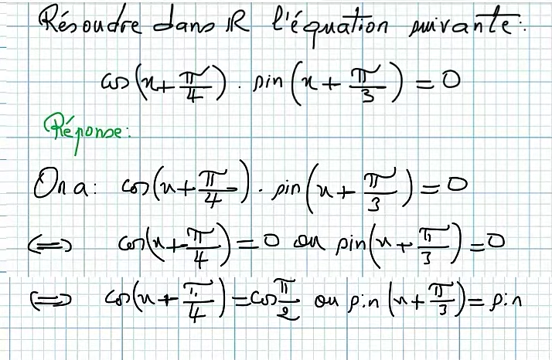 Résoudre dans ℝ l'équation suivante:
cos(x+π/4) . sin(x+π/3) = 0
Réponse:
On a: cos(x+π/4) . sin(x+π/3) = 0
⟺ cos(x+π/4) = 0 ou sin(x+π/3) = 0
⟺ cos(x+π/4) = cos π/2 ou sin(x+π/3) = sin